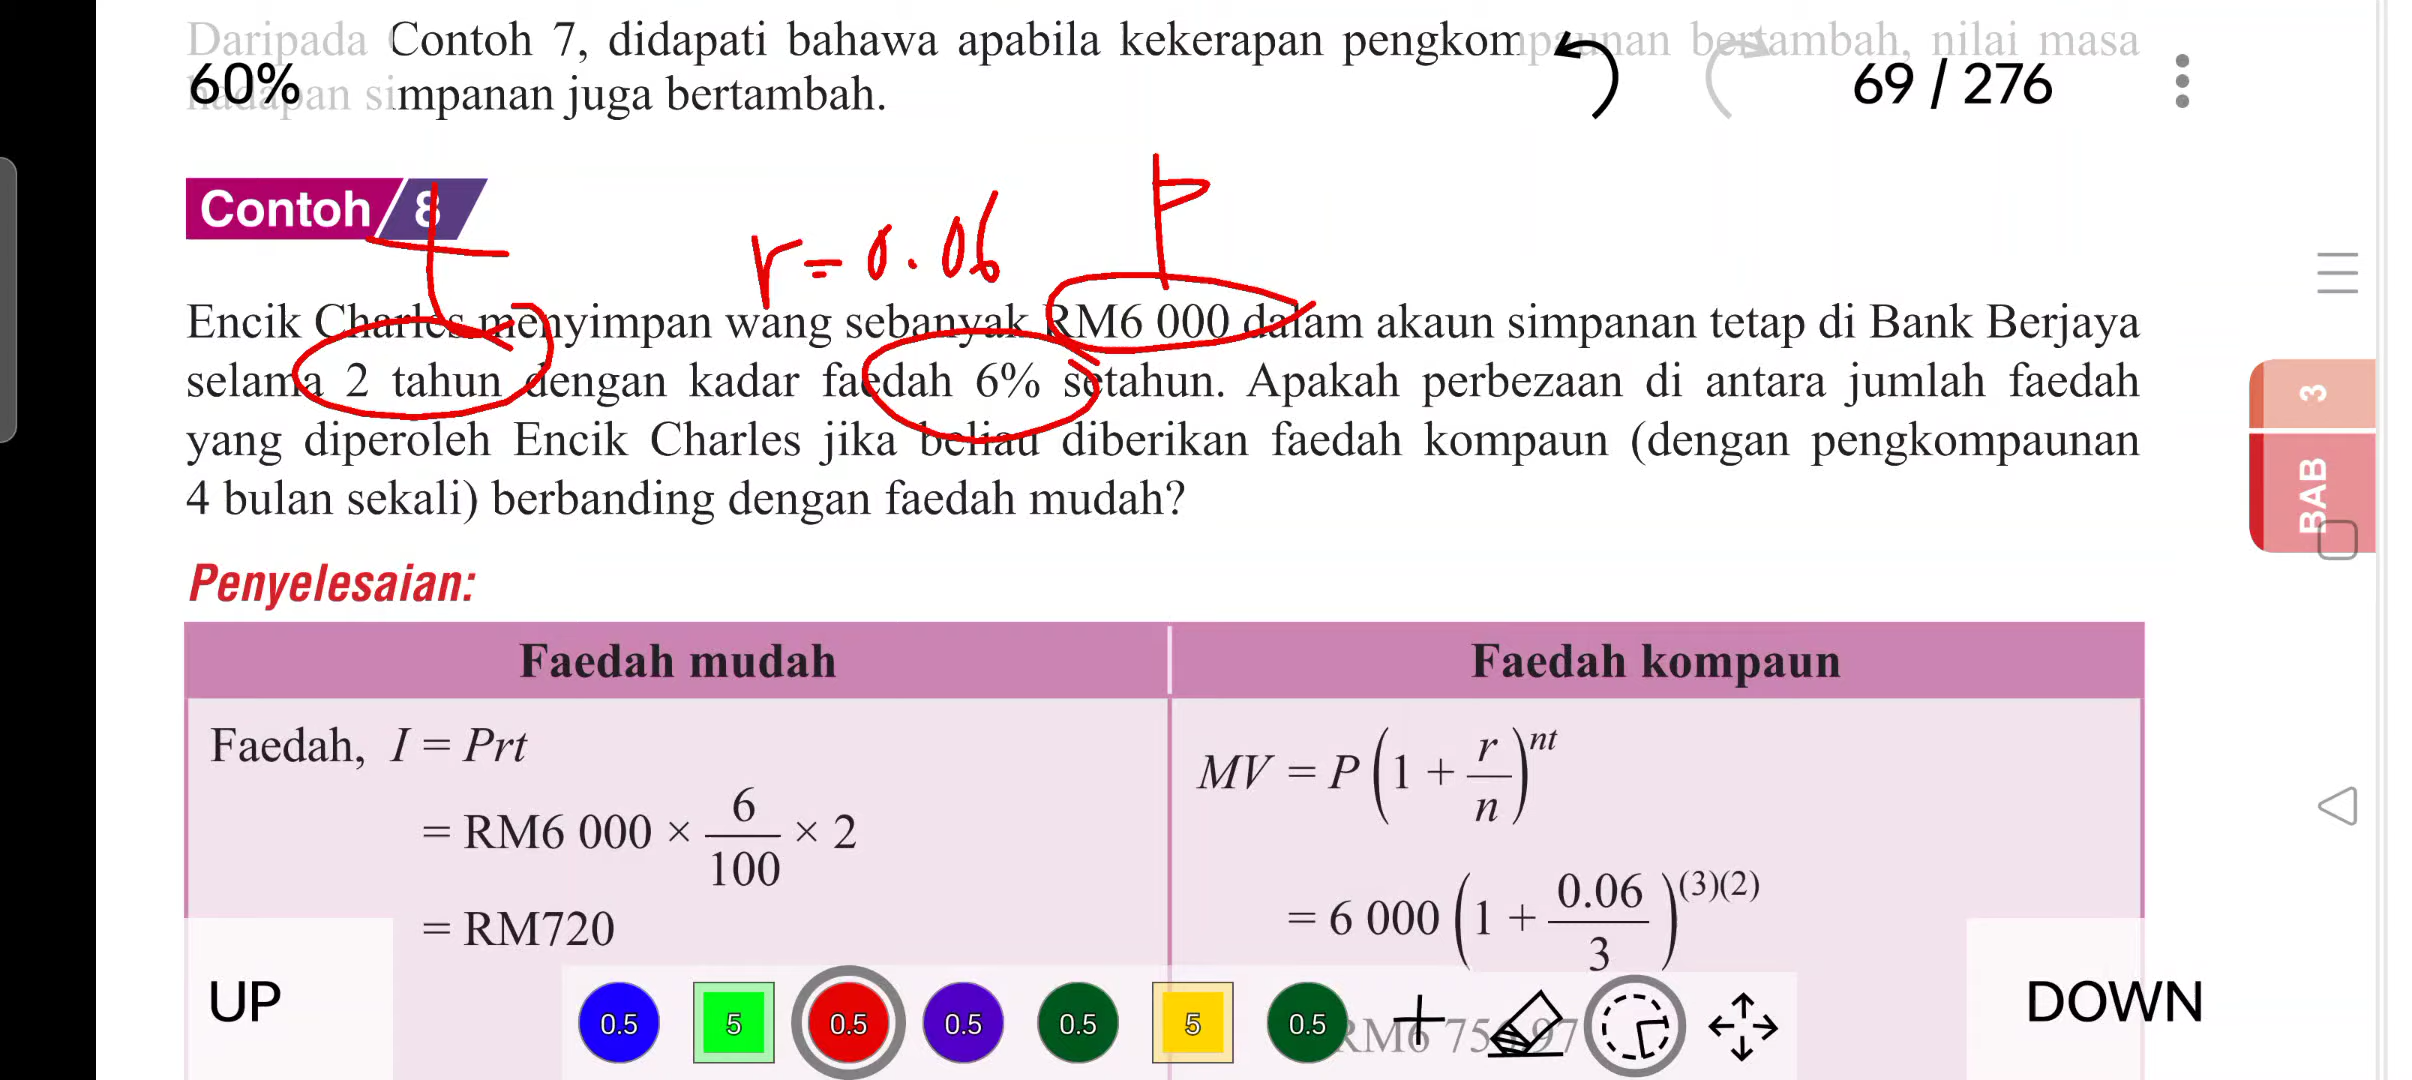 Daripada Contoh 7, didapati bahawa apabila kekerapan pengkompaunan bertambah, nilai masa
hadapan simpanan juga bertambah.
60%
69 / 276
Contoh 8
t
r = 0.06
P
Encik Charles menyimpan wang sebanyak RM6 000 dalam akaun simpanan tetap di Bank Berjaya
selama 2 tahun dengan kadar faedah 6% setahun. Apakah perbezaan di antara jumlah faedah
yang diperoleh Encik Charles jika beliau diberikan faedah kompaun (dengan pengkompaunan
4 bulan sekali) berbanding dengan faedah mudah?
BAB 3
Penyelesaian:
Faedah mudah
Faedah, I = Prt
= RM6 000 × 6/100 × 2
= RM720
Faedah kompaun
MV = P(1 + r/n)^nt
= 6 000(1 + 0.06/3)^(3)(2)
UP
0.5
5
0.5
0.5
0.5
5
0.5
DOWN